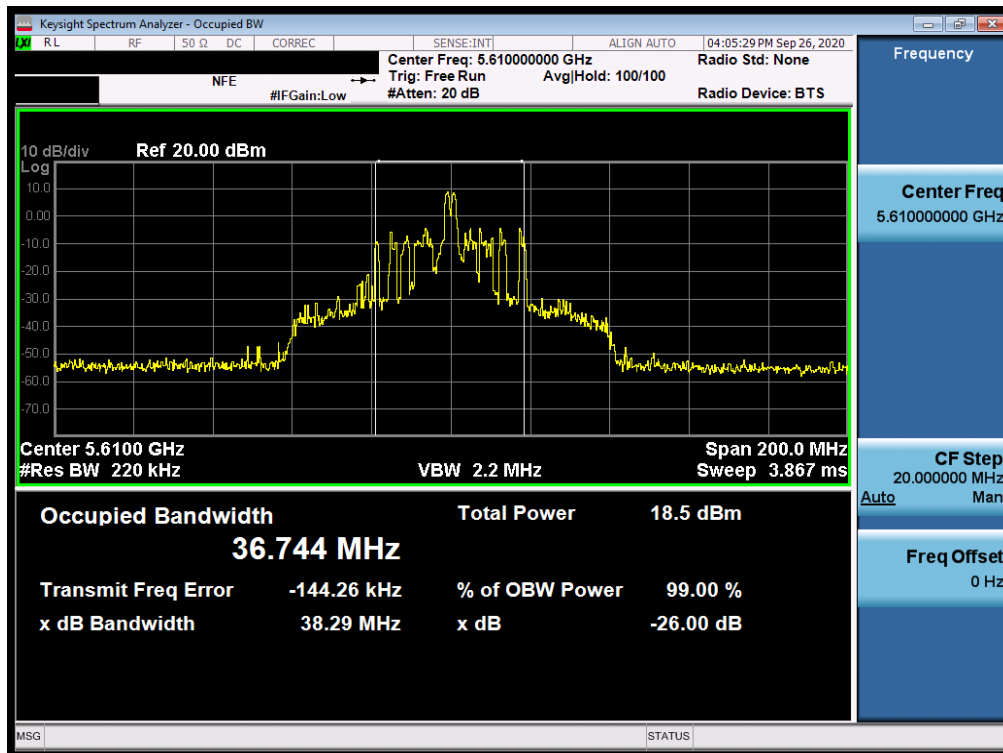 Keysight Spectrum Analyzer - Occupied BW
LXI RL RF 50 Ω DC CORREC SENSE:INT ALIGN AUTO 04:05:29 PM Sep 26, 2020
Center Freq: 5.610000000 GHz Radio Std: None
NFE Trig: Free Run Avg|Hold: 100/100
#IFGain:Low #Atten: 20 dB Radio Device: BTS
Frequency
10 dB/div Ref 20.00 dBm
Log
10.0
0.00
-10.0
-20.0
-30.0
-40.0
-50.0
-60.0
-70.0
Center 5.6100 GHz Span 200.0 MHz
#Res BW 220 kHz VBW 2.2 MHz Sweep 3.867 ms
Center Freq
5.610000000 GHz
CF Step
20.000000 MHz
Auto Man
Freq Offset
0 Hz
Occupied Bandwidth Total Power 18.5 dBm
36.744 MHz
Transmit Freq Error -144.26 kHz % of OBW Power 99.00 %
x dB Bandwidth 38.29 MHz x dB -26.00 dB
MSG STATUS